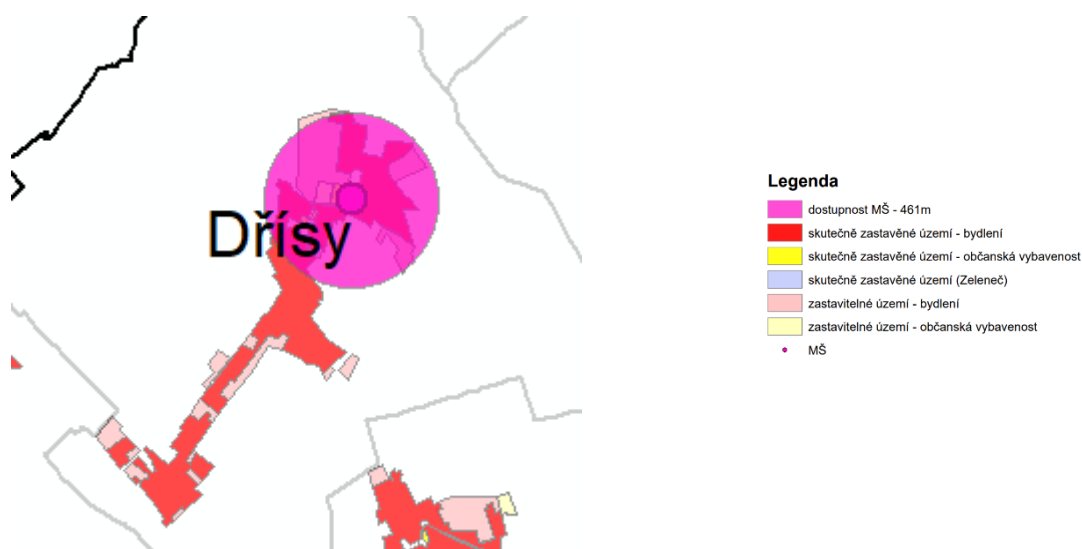 Dřísy
Legenda
dostupnost MŠ - 461m
skutečně zastavěné území - bydlení
skutečně zastavěné území - občanská vybavenost
skutečně zastavěné území (Zeleneč)
zastavitelné území - bydlení
zastavitelné území - občanská vybavenost
MŠ